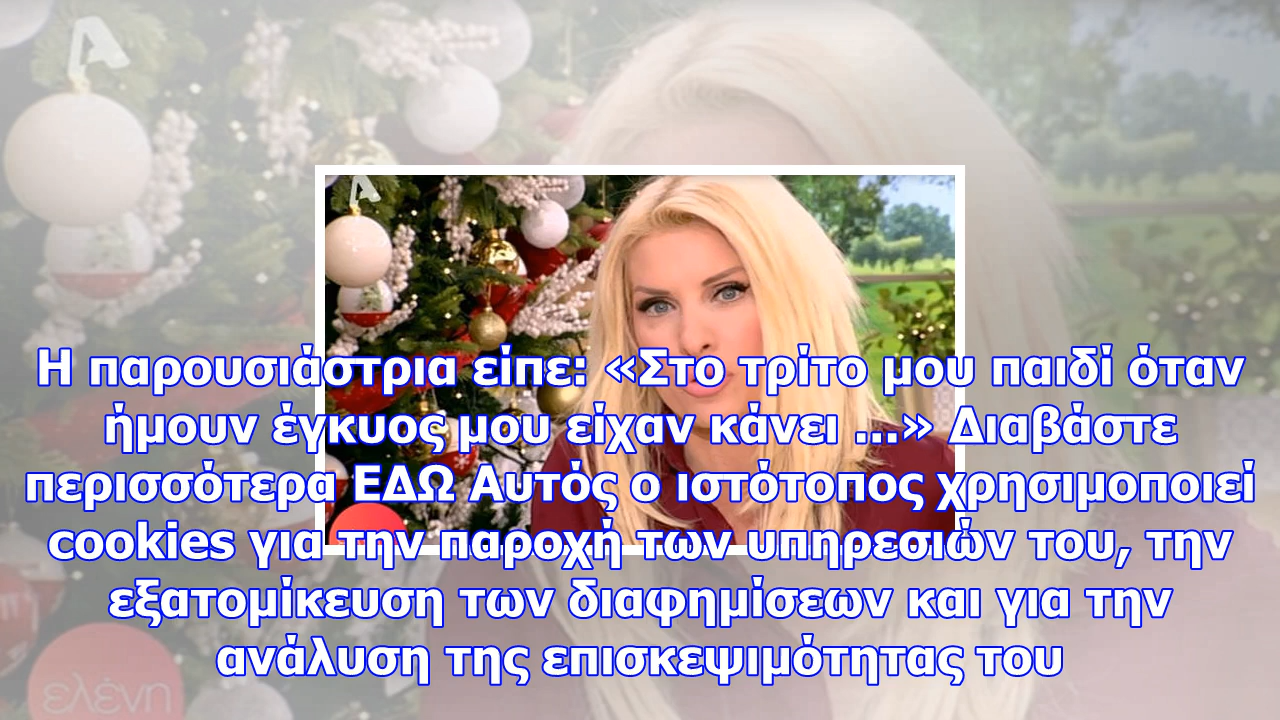 Η παρουσιάστρια είπε: «Στο τρίτο μου παιδί όταν
ήμουν έγκυος μου είχαν κάνει ...» Διαβάστε
περισσότερα ΕΔΩ Αυτός ο ιστότοπος χρησιμοποιεί
cookies για την παροχή των υπηρεσιών του, την
εξατομίκευση των διαφημίσεων και για την
ανάλυση της επισκεψιμότητας του
ελένη